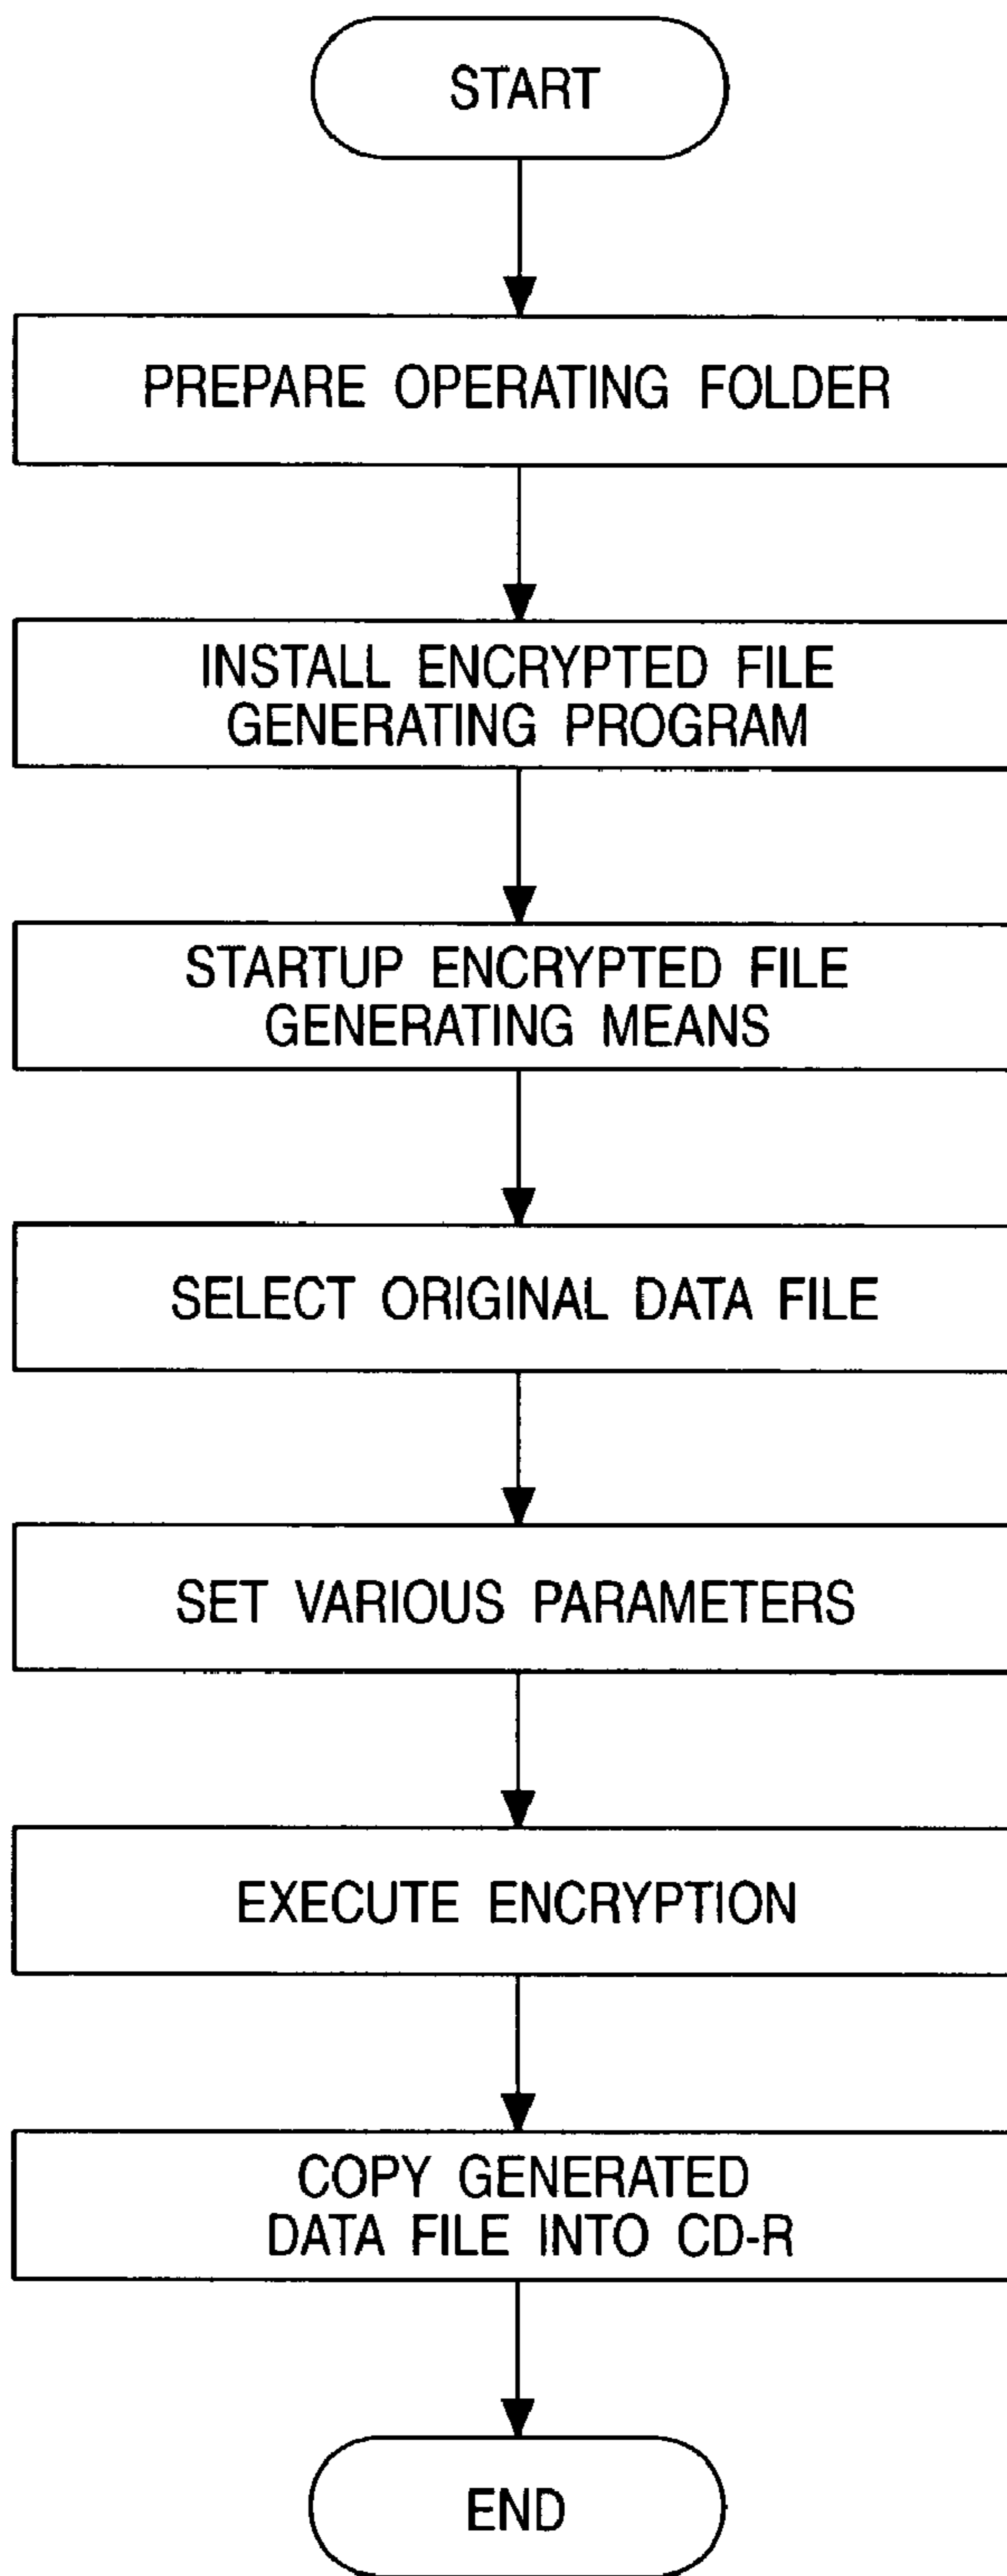 START
PREPARE OPERATING FOLDER
INSTALL ENCRYPTED FILE
GENERATING PROGRAM
STARTUP ENCRYPTED FILE
GENERATING MEANS
SELECT ORIGINAL DATA FILE
SET VARIOUS PARAMETERS
EXECUTE ENCRYPTION
COPY GENERATED
DATA FILE INTO CD-R
END